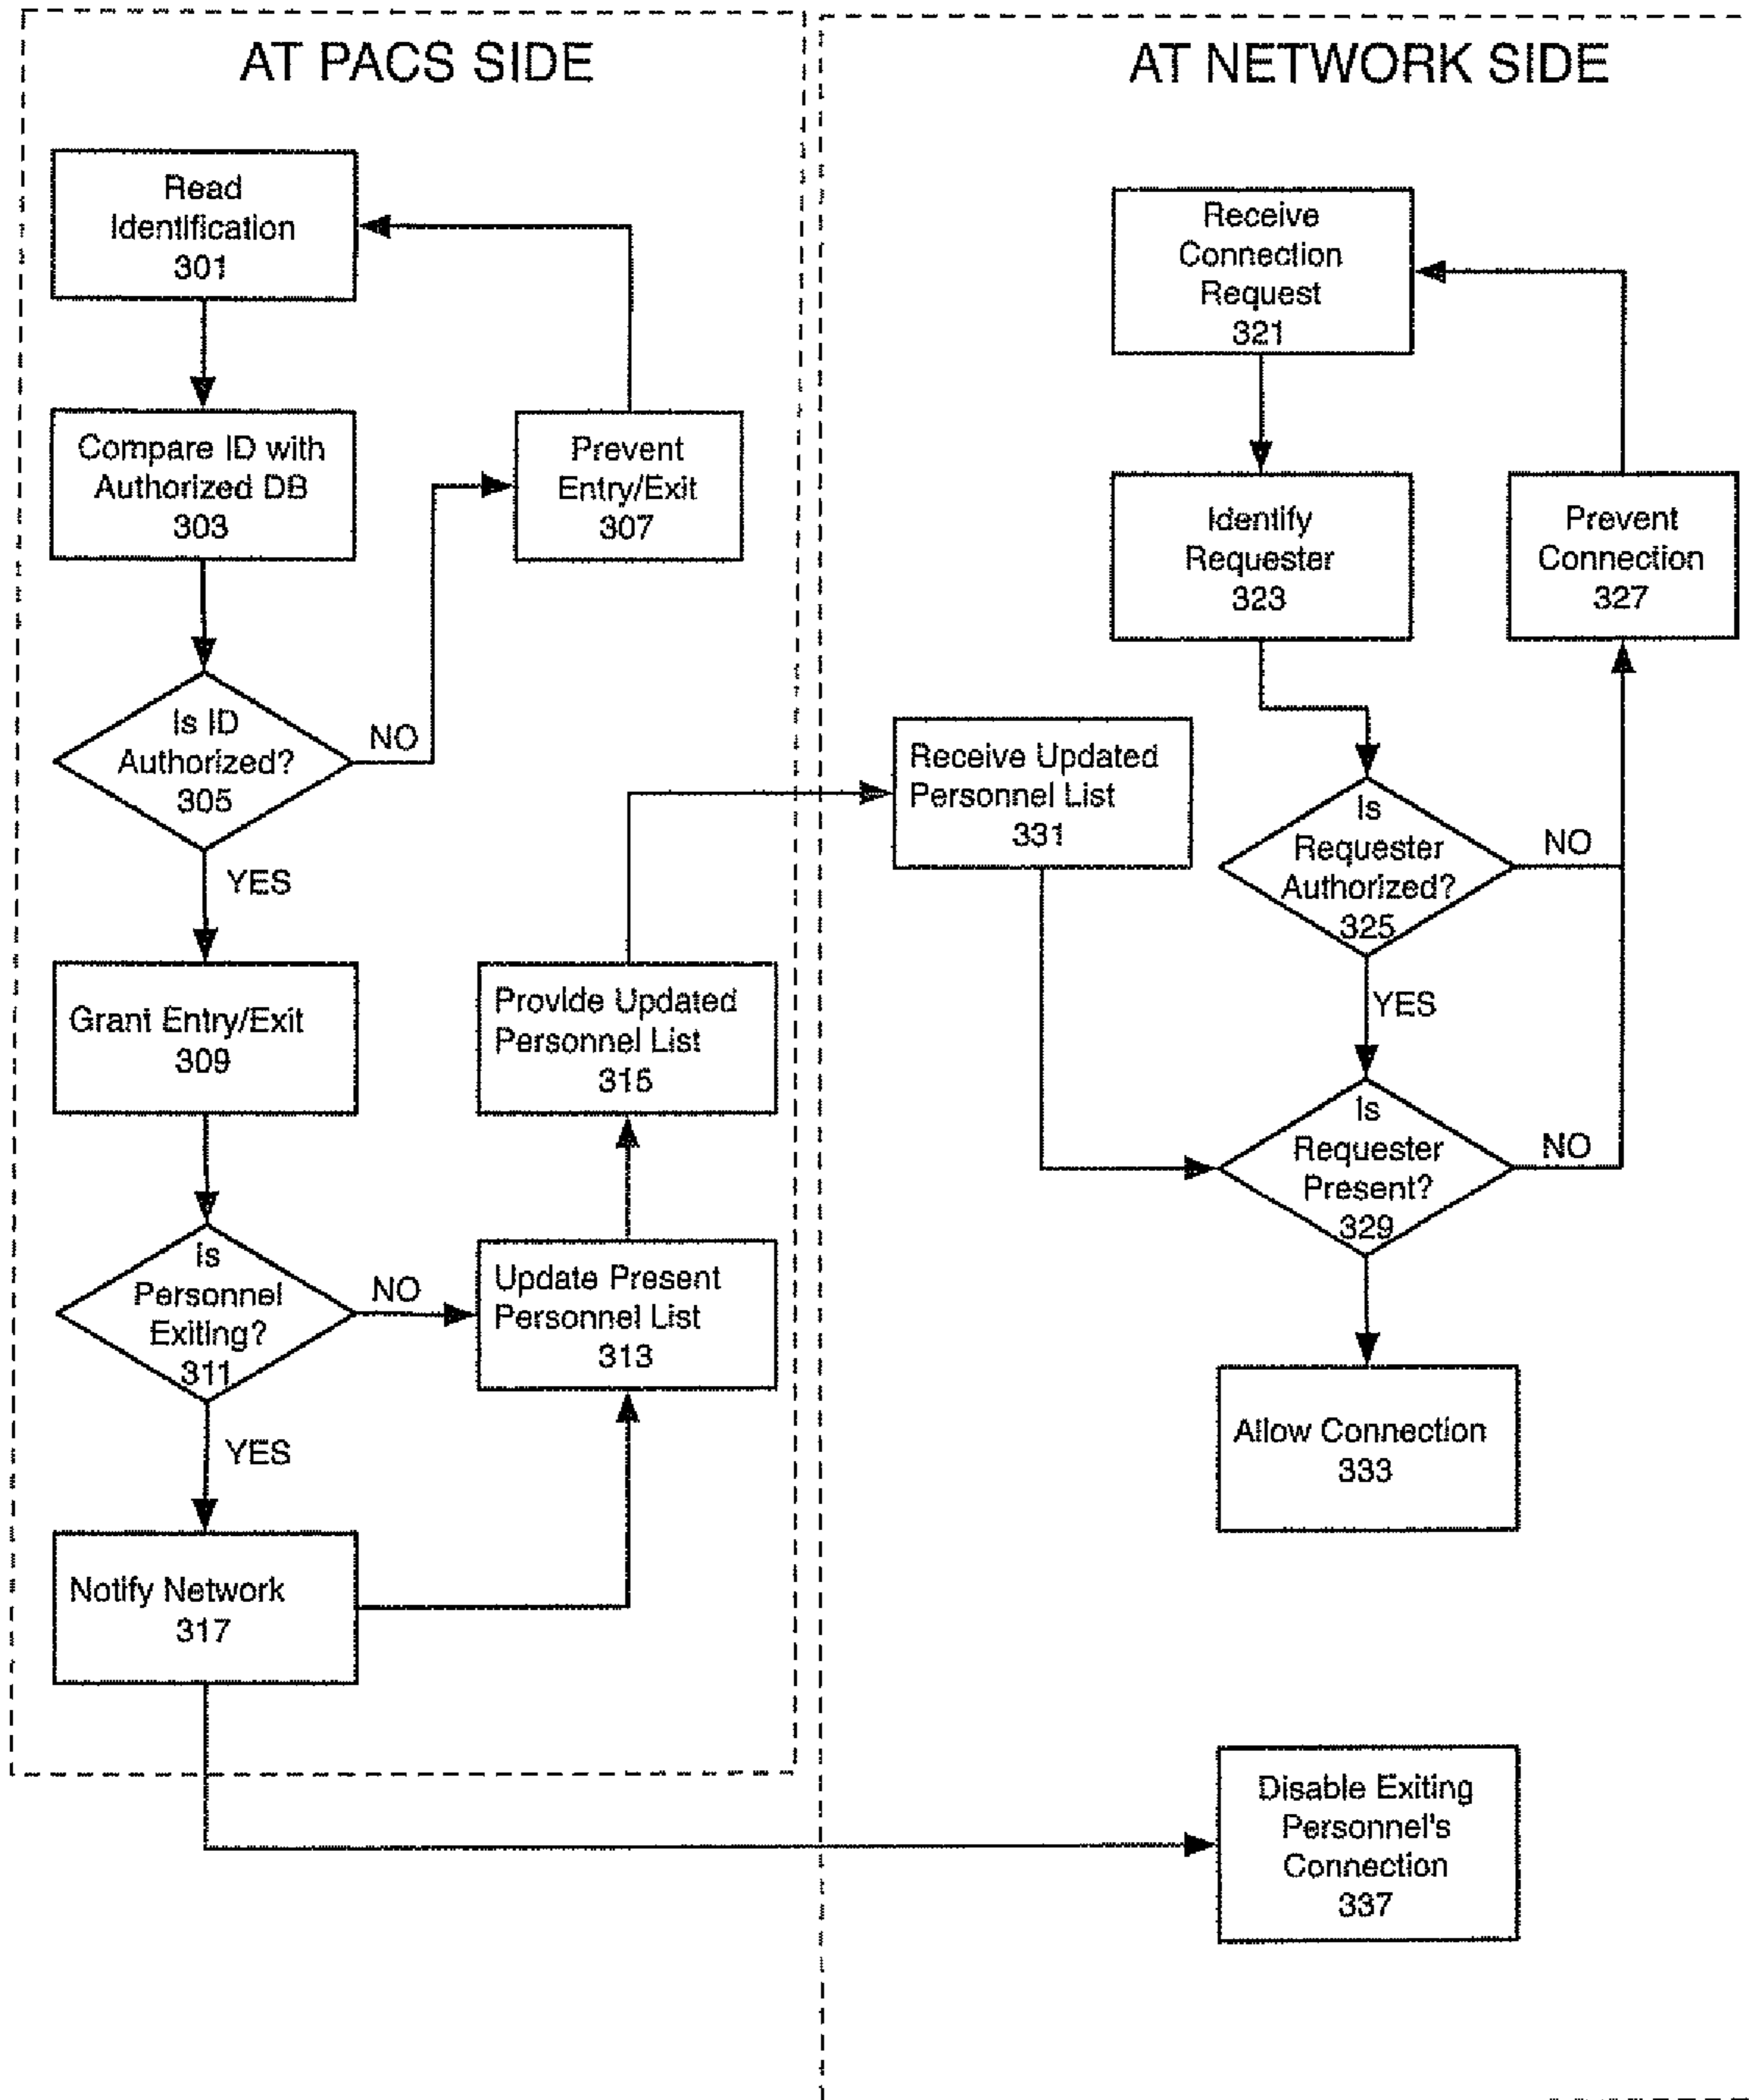 AT PACS SIDE
Read
Identification
301
Compare ID with
Authorized DB
303
Prevent
Entry/Exit
307
Is ID
Authorized?
305
NO
YES
Grant Entry/Exit
309
Provide Updated
Personnel List
315
Is
Personnel
Exiting?
311
NO
Update Present
Personnel List
313
YES
Notify Network
317
AT NETWORK SIDE
Receive
Connection
Request
321
Identify
Requester
323
Prevent
Connection
327
Receive Updated
Personnel List
331
Is
Requester
Authorized?
325
NO
YES
Is
Requester
Present?
329
NO
Allow Connection
333
Disable Exiting
Personnel's
Connection
337